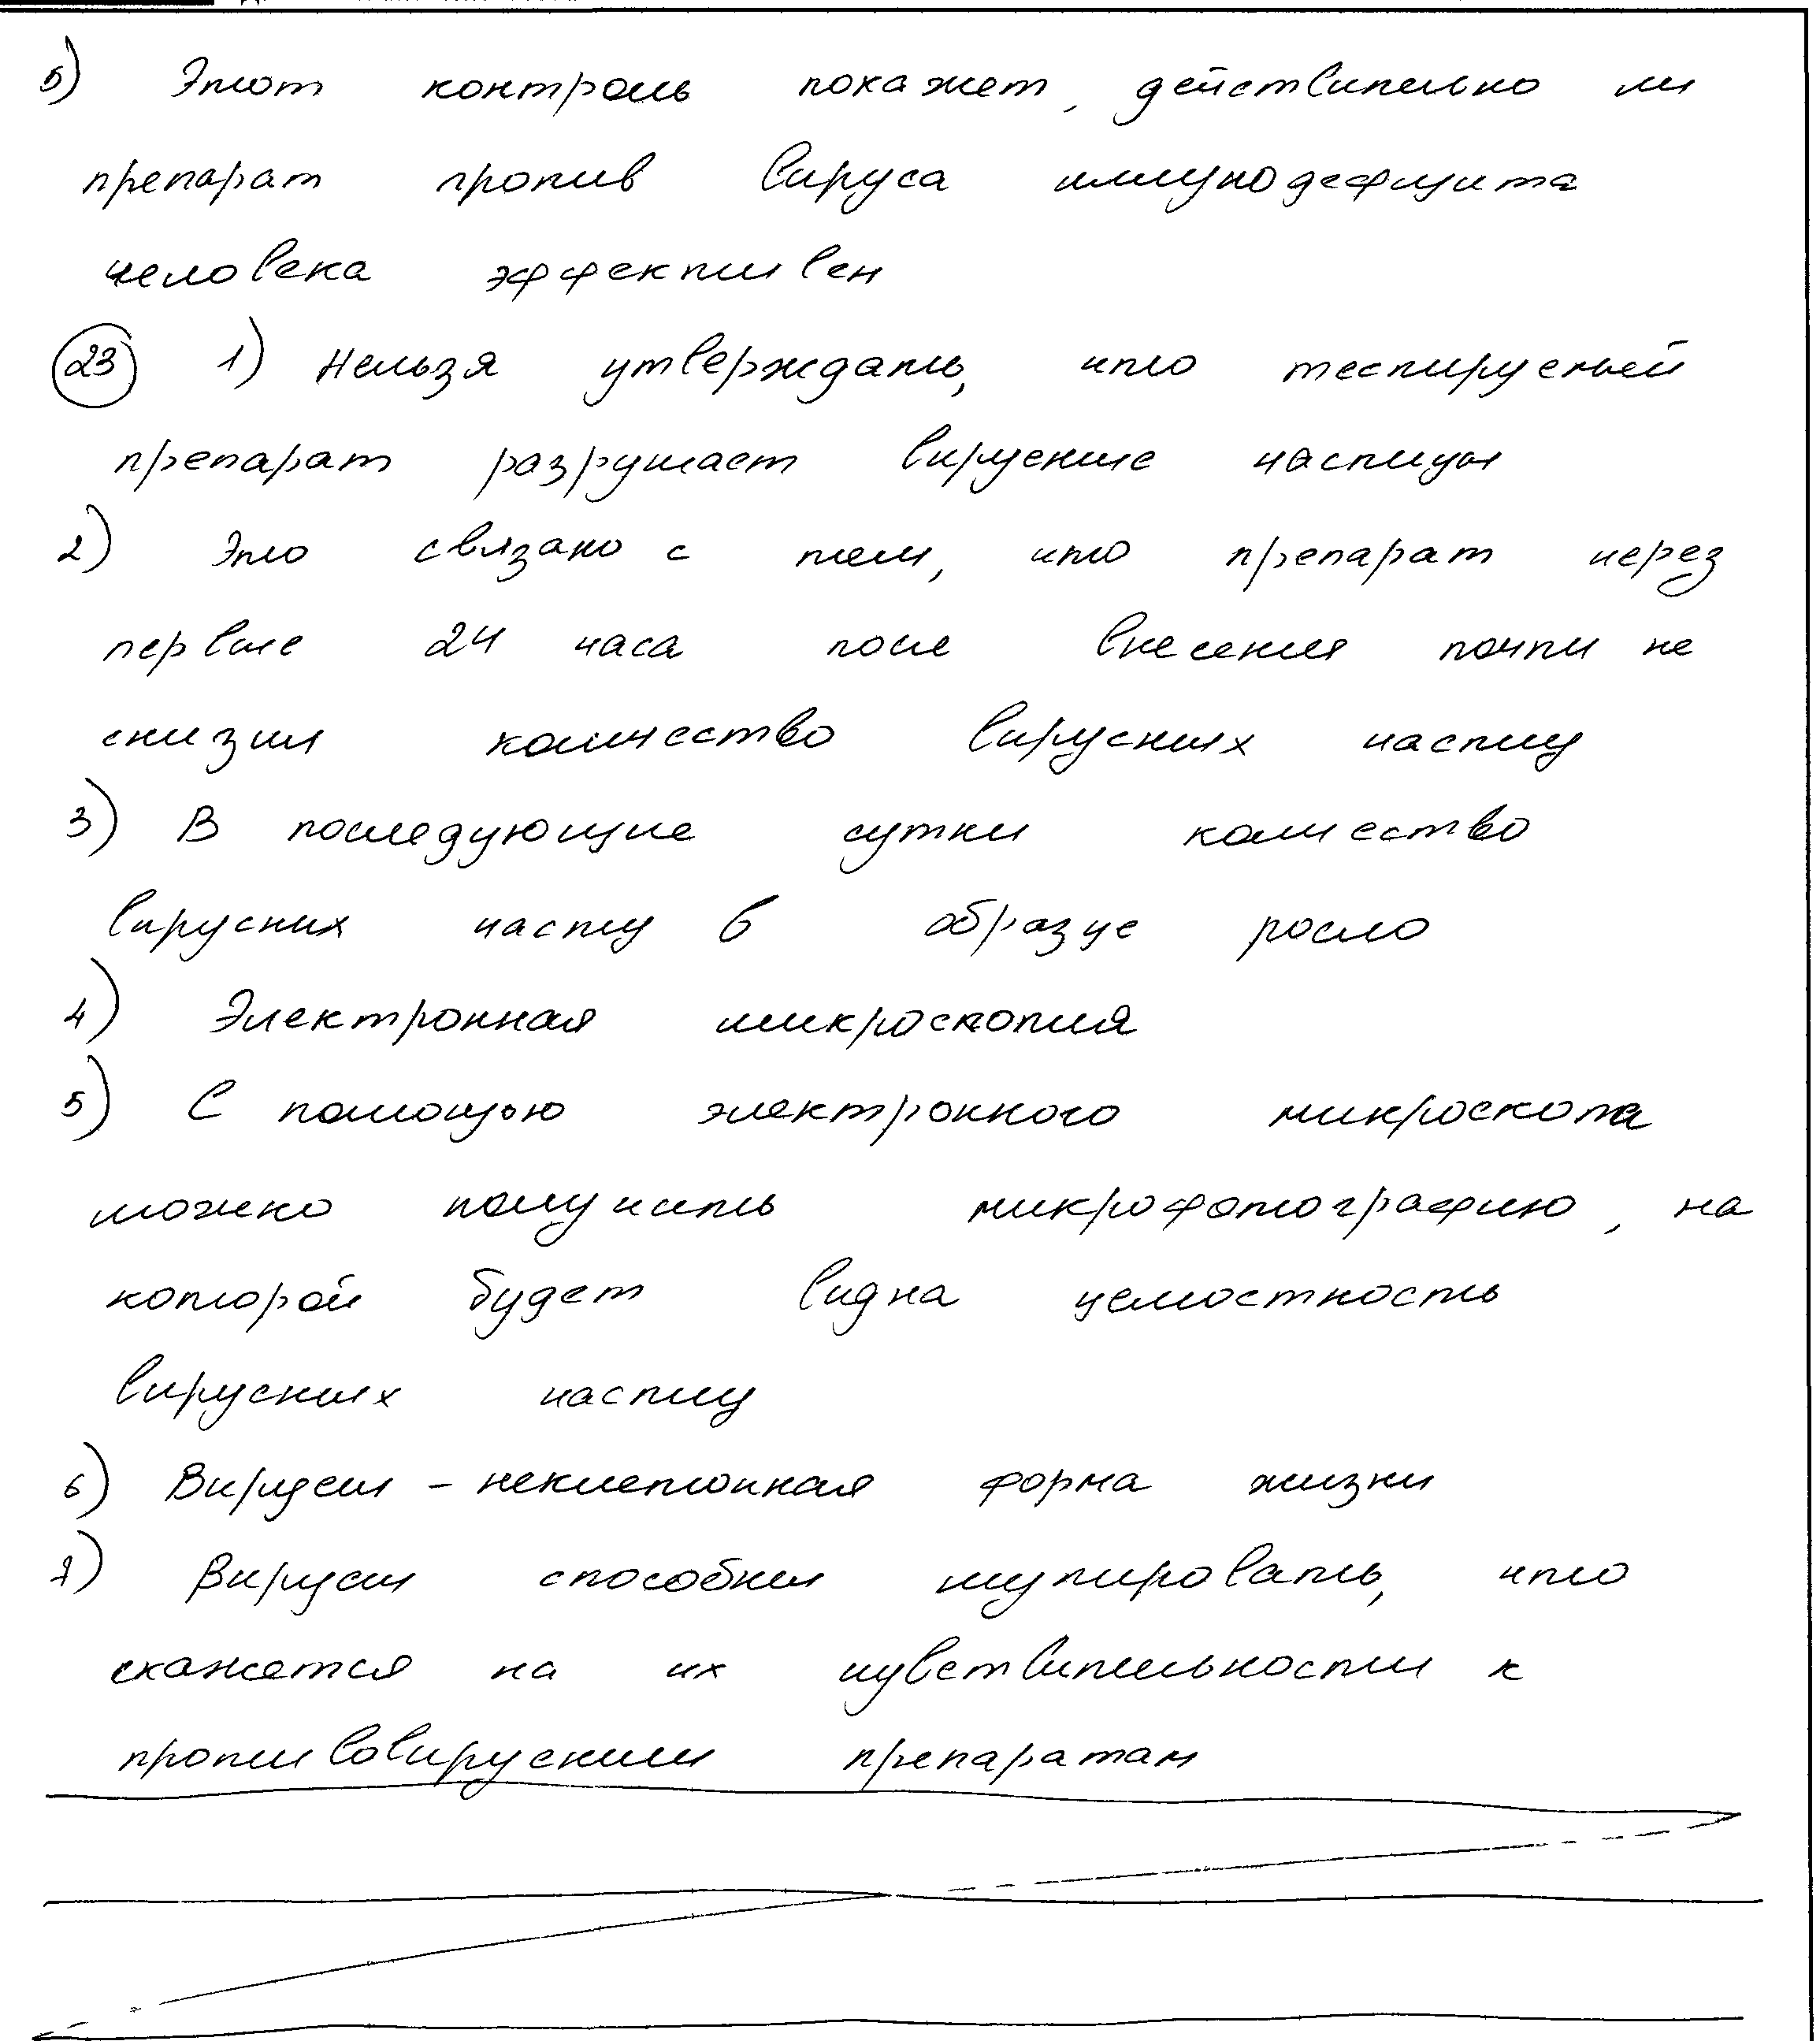 5) Этот контроль покажет, действительно ли
препарат против вируса иммунодефицита
человека эффективен
23 1) Нельзя утверждать, что тестируемый
препарат разрушает вирусные частицы
2) Это связано с тем, что препарат через
первые 24 часа после внесения почти не
снизил количество вирусных частиц
3) В последующие сутки количество
вирусных частиц в образце росло
4) Электронная микроскопия
5) С помощью электронного микроскопа
можно получить микрофотографию, на
которой будет видна целостность
вирусных частиц
6) Вирусы - неклеточная форма жизни
7) Вирусы способны мутировать, что
скажется на их чувствительности к
противовирусным препаратам